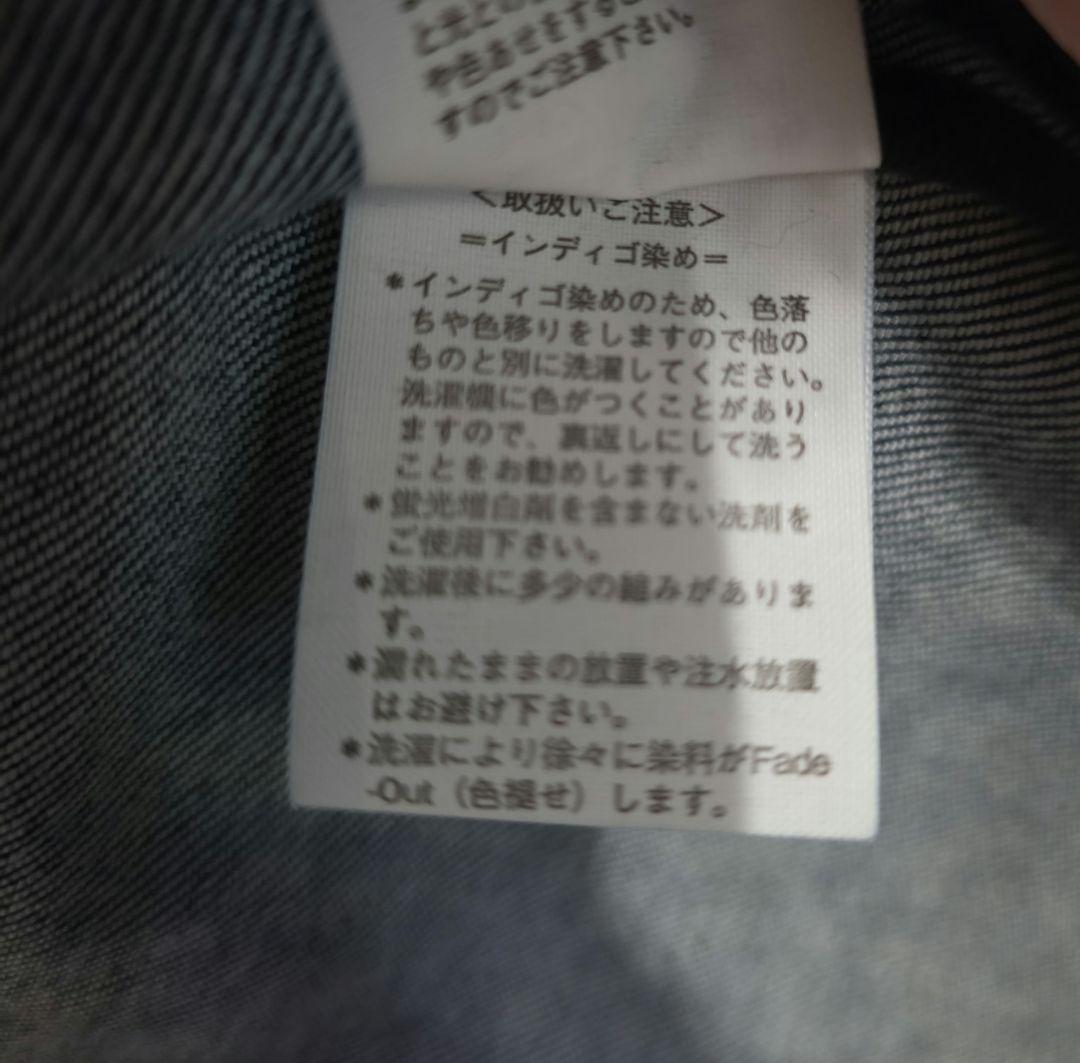 や色あせをする
すのでご注意下さい。
<取扱いご注意>
=インディゴ染め=
*インディゴ染めのため、色落
ちや色移りをしますので他の
ものと別に洗濯してください。
洗濯機に色がつくことがあり
ますので、裏返しにして洗う
ことをお勧めします。
*蛍光増白剤を含まない洗剤を
ご使用下さい。
*洗濯後に多少の縮みがありま
す。
*濡れたままの放置や注水放置
はお避け下さい。
*洗濯により徐々に染料がFade
-Out(色褪せ)します。